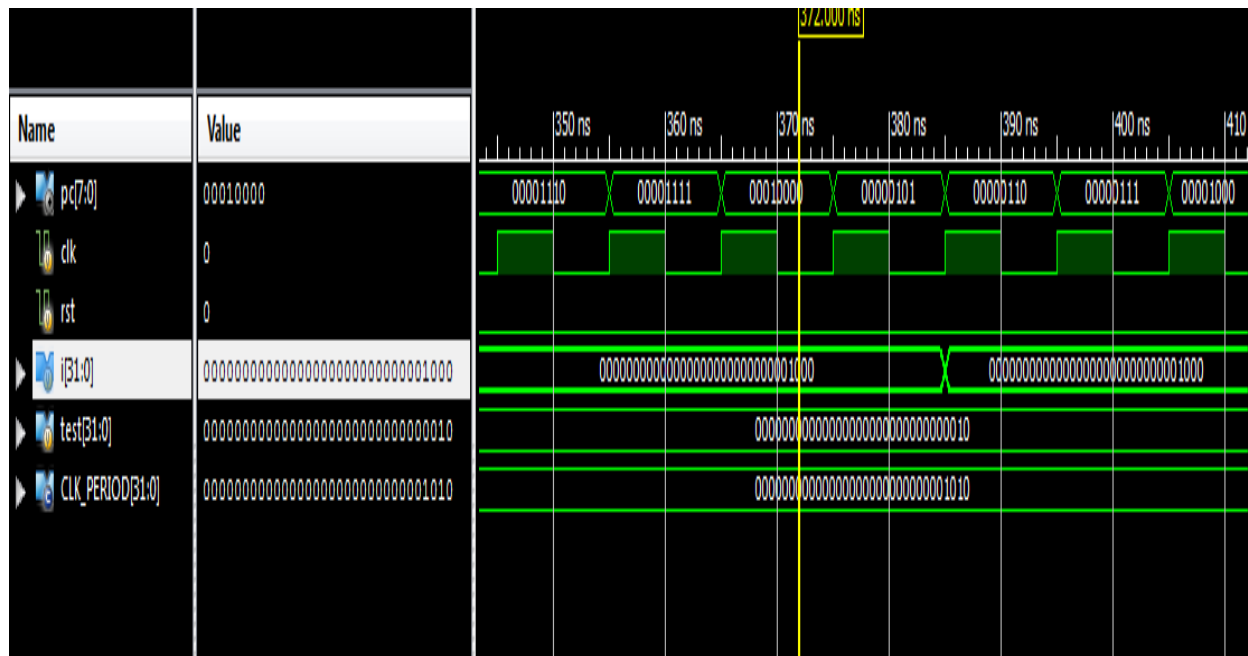 372.000 ns
Name Value 350 ns 360 ns 370 ns 380 ns 390 ns 400 ns 410
pc[7:0] 00010000 00001110 00001111 00010000 00000101 00000110 00000111 00001000
clk 0
rst 0
i[31:0] 00000000000000000000000000001000 00000000000000000000000000001000 00000000000000000000000000001000
test[31:0] 00000000000000000000000000000010 00000000000000000000000000000010
CLK_PERIOD[31:0] 00000000000000000000000000001010 00000000000000000000000000001010